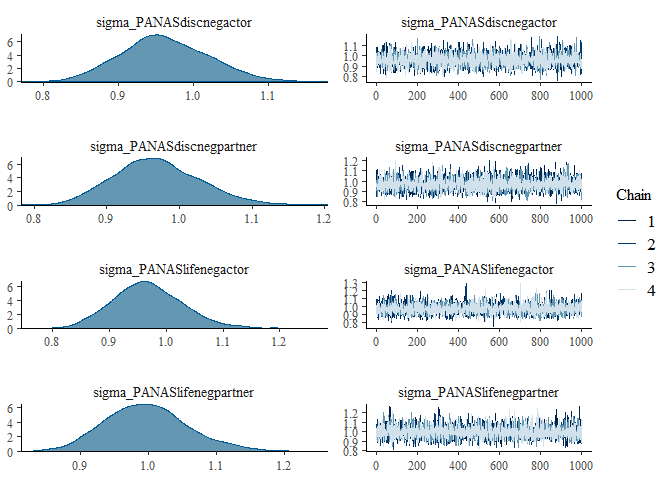 sigma_PANASdiscnegactor
6
4
2
0
0.8 0.9 1.0 1.1
sigma_PANASdiscnegactor
1.1
1.0
0.9
0.8
0 200 400 600 800 1000
sigma_PANASdiscnegpartner
6
4
2
0
0.8 0.9 1.0 1.1 1.2
sigma_PANASdiscnegpartner
1.2
1.1
1.0
0.9
0.8
0 200 400 600 800 1000
sigma_PANASlifenegactor
6
4
2
0
0.8 0.9 1.0 1.1 1.2
sigma_PANASlifenegactor
1.3
1.2
1.1
1.0
0.9
0.8
0 200 400 600 800 1000
sigma_PANASlifenegpartner
6
4
2
0
0.9 1.0 1.1 1.2
sigma_PANASlifenegpartner
1.2
1.1
1.0
0.9
0.8
0 200 400 600 800 1000
Chain
1
2
3
4